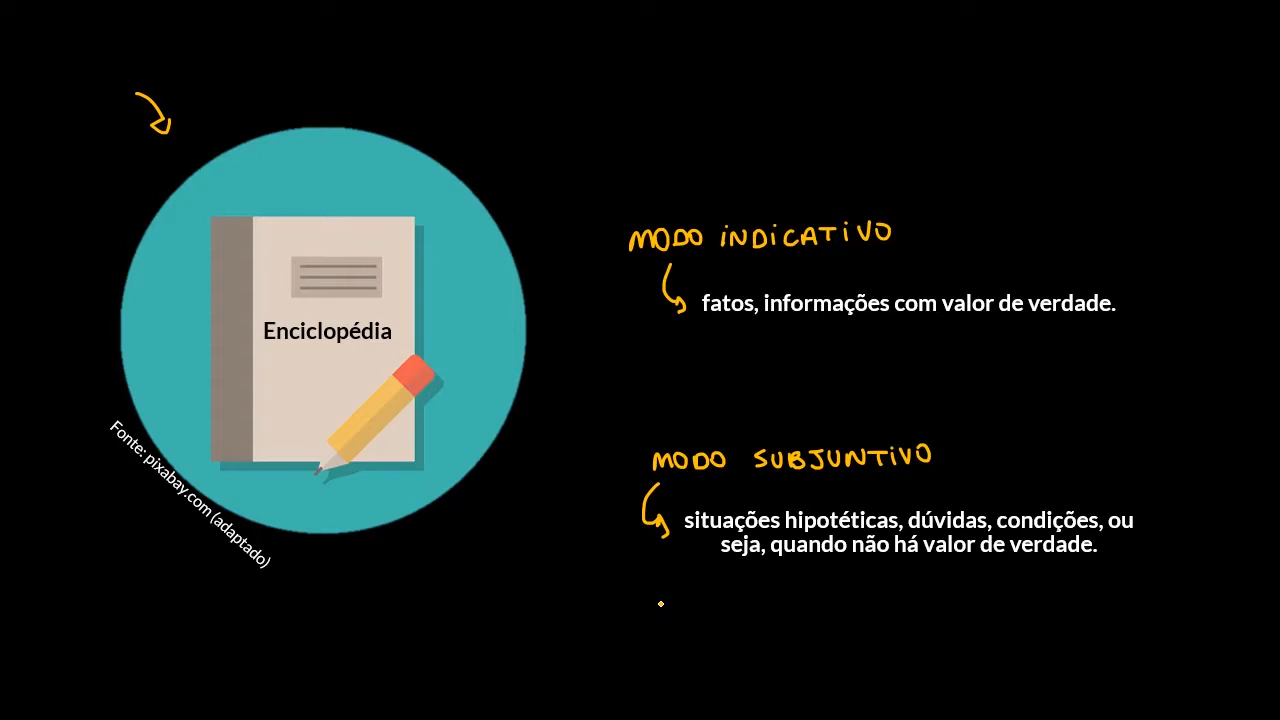 Enciclopédia
Fonte: pixabay.com (adaptado)
MODO INDICATIVO
fatos, informações com valor de verdade.
MODO SUBJUNTIVO
situações hipotéticas, dúvidas, condições, ou
seja, quando não há valor de verdade.